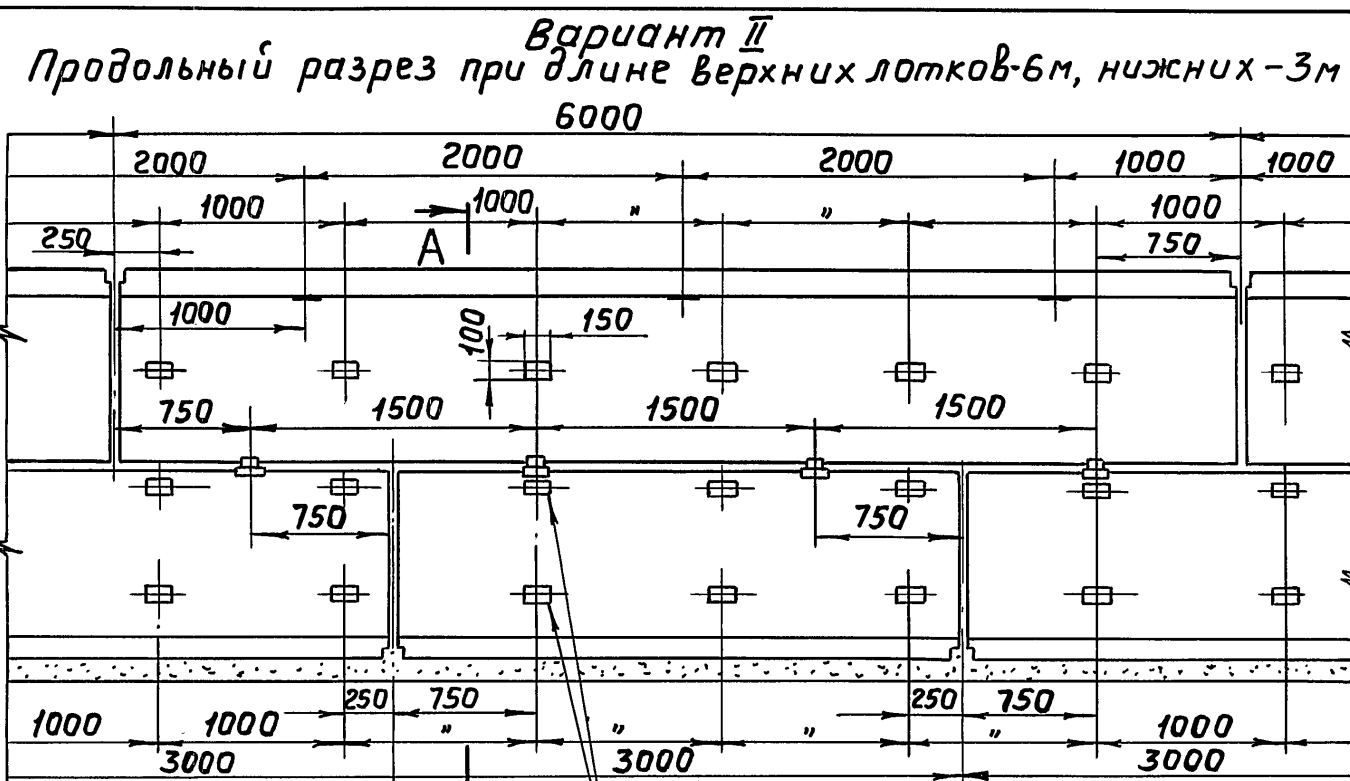 Вариант II
Продольный разрез при длине верхних лотков-6м, нижних-3м
6000
2000 2000 2000 1000 1000
1000 1000 " " 1000
250 А 750
1000 100 150
750 1500 1500 1500
750 750
250 750 250 750
1000 1000 " " " " 1000
3000 3000 3000